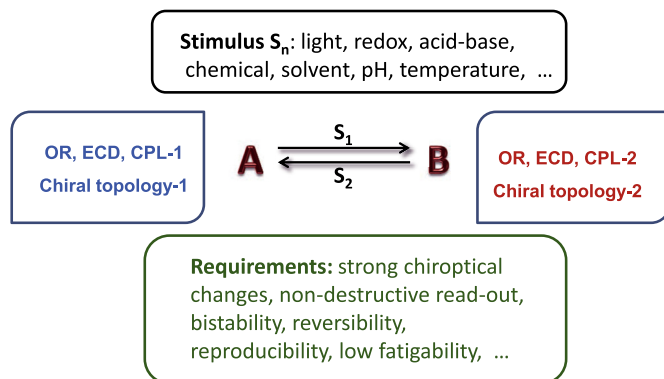 Stimulus Sn: light, redox, acid-base,
chemical, solvent, pH, temperature, ...
OR, ECD, CPL-1
Chiral topology-1
A
S1
S2
B
OR, ECD, CPL-2
Chiral topology-2
Requirements: strong chiroptical
changes, non-destructive read-out,
bistability, reversibility,
reproducibility, low fatigability, ...